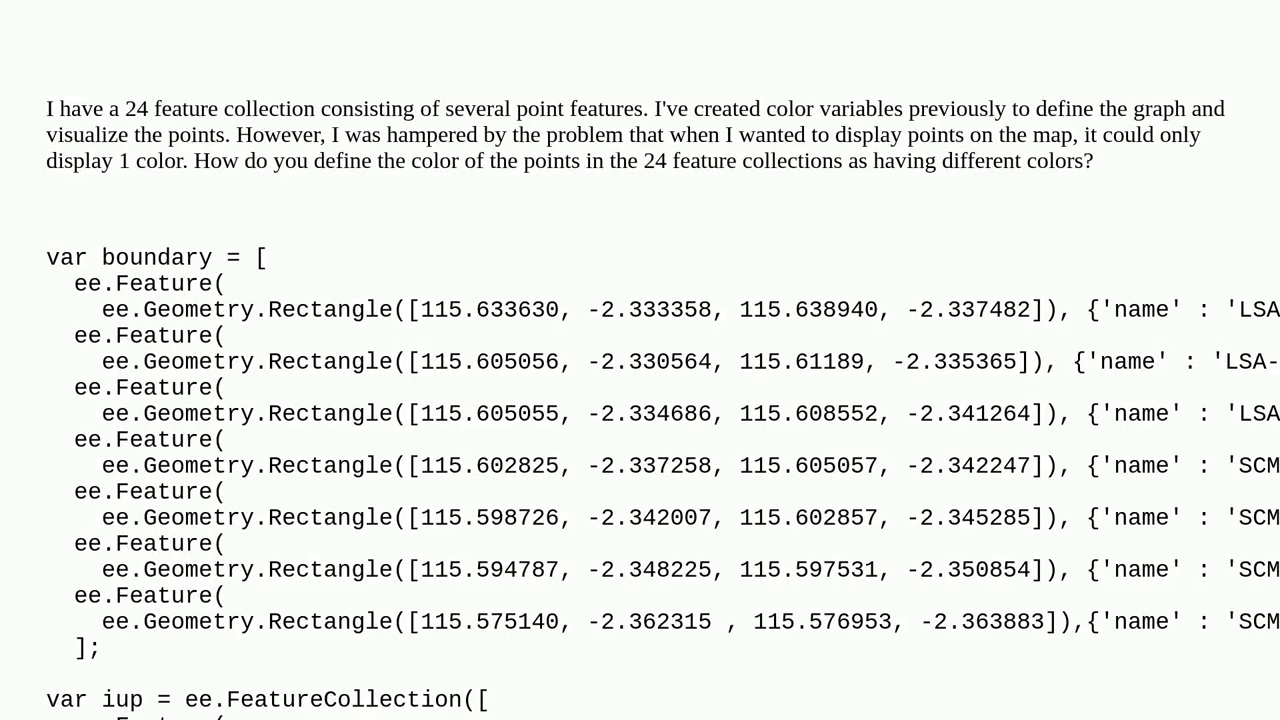 I have a 24 feature collection consisting of several point features. I've created color variables previously to define the graph and
visualize the points. However, I was hampered by the problem that when I wanted to display points on the map, it could only
display 1 color. How do you define the color of the points in the 24 feature collections as having different colors?
var boundary = [
  ee.Feature(
    ee.Geometry.Rectangle([115.633630, -2.333358, 115.638940, -2.337482]), {'name' : 'LSA
  ee.Feature(
    ee.Geometry.Rectangle([115.605056, -2.330564, 115.61189, -2.335365]), {'name' : 'LSA-
  ee.Feature(
    ee.Geometry.Rectangle([115.605055, -2.334686, 115.608552, -2.341264]), {'name' : 'LSA
  ee.Feature(
    ee.Geometry.Rectangle([115.602825, -2.337258, 115.605057, -2.342247]), {'name' : 'SCM
  ee.Feature(
    ee.Geometry.Rectangle([115.598726, -2.342007, 115.602857, -2.345285]), {'name' : 'SCM
  ee.Feature(
    ee.Geometry.Rectangle([115.594787, -2.348225, 115.597531, -2.350854]), {'name' : 'SCM
  ee.Feature(
    ee.Geometry.Rectangle([115.575140, -2.362315 , 115.576953, -2.363883]),{'name' : 'SCM
  ];
var iup = ee.FeatureCollection([